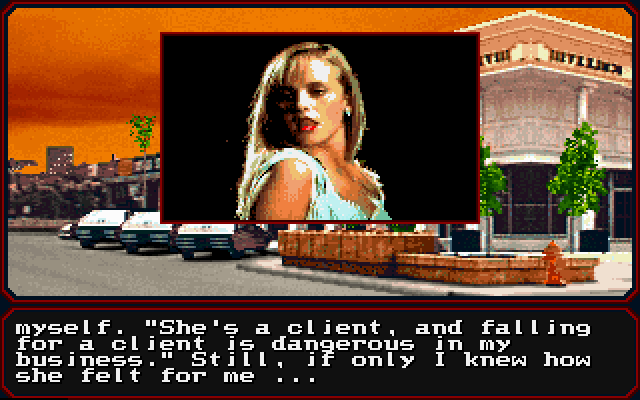 myself. "She's a client, and falling
for a client is dangerous in my
business." Still, if only I knew how
she felt for me ...